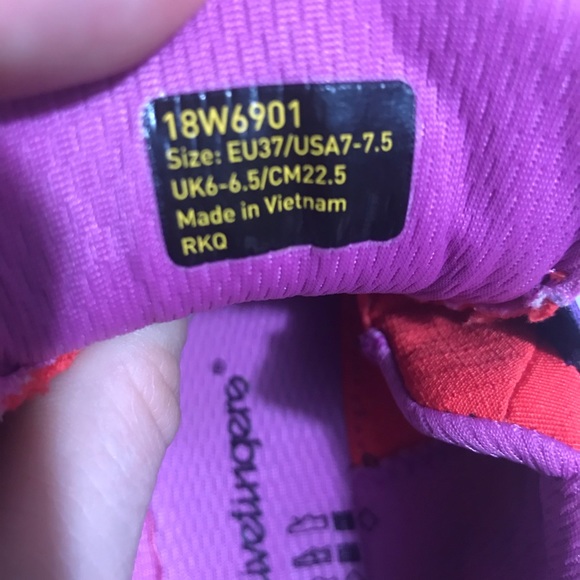 18W6901
Size: EU37/USA7-7.5
UK6-6.5/CM22.5
Made in Vietnam
RKQ